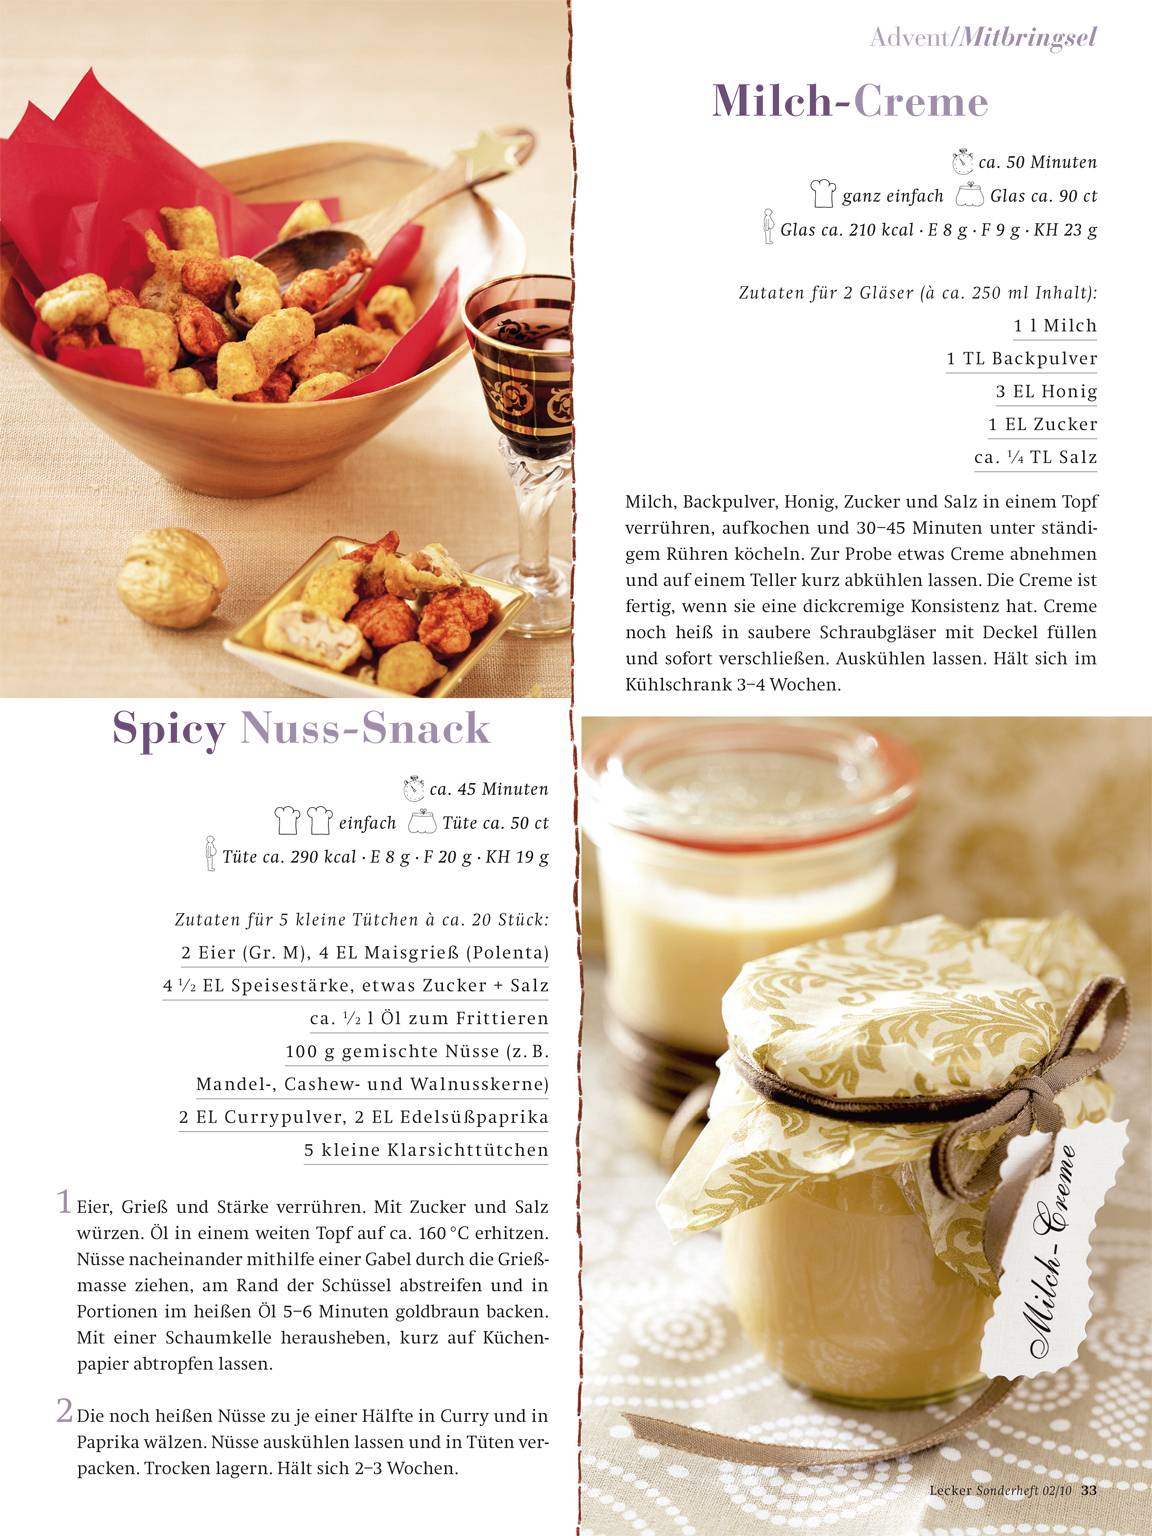 Advent/Mitbringsel
Milch-Creme
ca. 50 Minuten
ganz einfach Glas ca. 90 ct
Glas ca. 210 kcal · E 8 g · F 9 g · KH 23 g
Zutaten für 2 Gläser (à ca. 250 ml Inhalt):
1 l Milch
1 TL Backpulver
3 EL Honig
1 EL Zucker
ca. ¼ TL Salz
Milch, Backpulver, Honig, Zucker und Salz in einem Topf
verrühren, aufkochen und 30–45 Minuten unter ständi-
gem Rühren köcheln. Zur Probe etwas Creme abnehmen
und auf einem Teller kurz abkühlen lassen. Die Creme ist
fertig, wenn sie eine dickcremige Konsistenz hat. Creme
noch heiß in saubere Schraubgläser mit Deckel füllen
und sofort verschließen. Auskühlen lassen. Hält sich im
Kühlschrank 3–4 Wochen.
Spicy Nuss-Snack
ca. 45 Minuten
einfach Tüte ca. 50 ct
Tüte ca. 290 kcal · E 8 g · F 20 g · KH 19 g
Zutaten für 5 kleine Tütchen à ca. 20 Stück:
2 Eier (Gr. M), 4 EL Maisgrieß (Polenta)
4 ½ EL Speisestärke, etwas Zucker + Salz
ca. ½ l Öl zum Frittieren
100 g gemischte Nüsse (z. B.
Mandel-, Cashew- und Walnusskerne)
2 EL Currypulver, 2 EL Edelsüßpaprika
5 kleine Klarsichttütchen
1 Eier, Grieß und Stärke verrühren. Mit Zucker und Salz
würzen. Öl in einem weiten Topf auf ca. 160 °C erhitzen.
Nüsse nacheinander mithilfe einer Gabel durch die Grieß-
masse ziehen, am Rand der Schüssel abstreifen und in
Portionen im heißen Öl 5–6 Minuten goldbraun backen.
Mit einer Schaumkelle herausheben, kurz auf Küchen-
papier abtropfen lassen.
2 Die noch heißen Nüsse zu je einer Hälfte in Curry und in
Paprika wälzen. Nüsse auskühlen lassen und in Tüten ver-
packen. Trocken lagern. Hält sich 2–3 Wochen.
Milch-Creme
Lecker Sonderheft 02/10 33